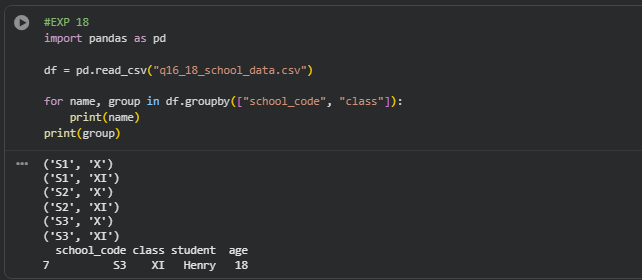 #EXP 18
import pandas as pd
df = pd.read_csv("q16_18_school_data.csv")
for name, group in df.groupby(["school_code", "class"]):
    print(name)
print(group)
('S1', 'X')
('S1', 'XI')
('S2', 'X')
('S2', 'XI')
('S3', 'X')
('S3', 'XI')
  school_code class student  age
7          S3    XI   Henry   18